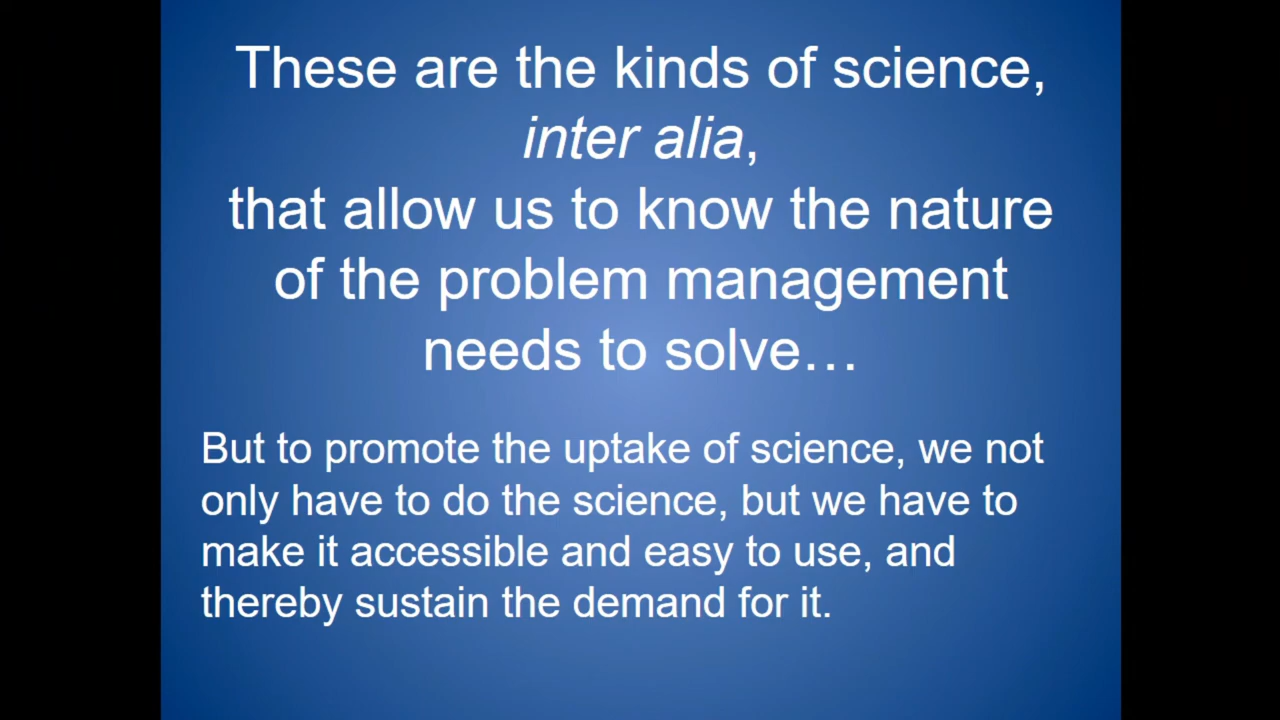 These are the kinds of science,
inter alia,
that allow us to know the nature
of the problem management
needs to solve…
But to promote the uptake of science, we not
only have to do the science, but we have to
make it accessible and easy to use, and
thereby sustain the demand for it.